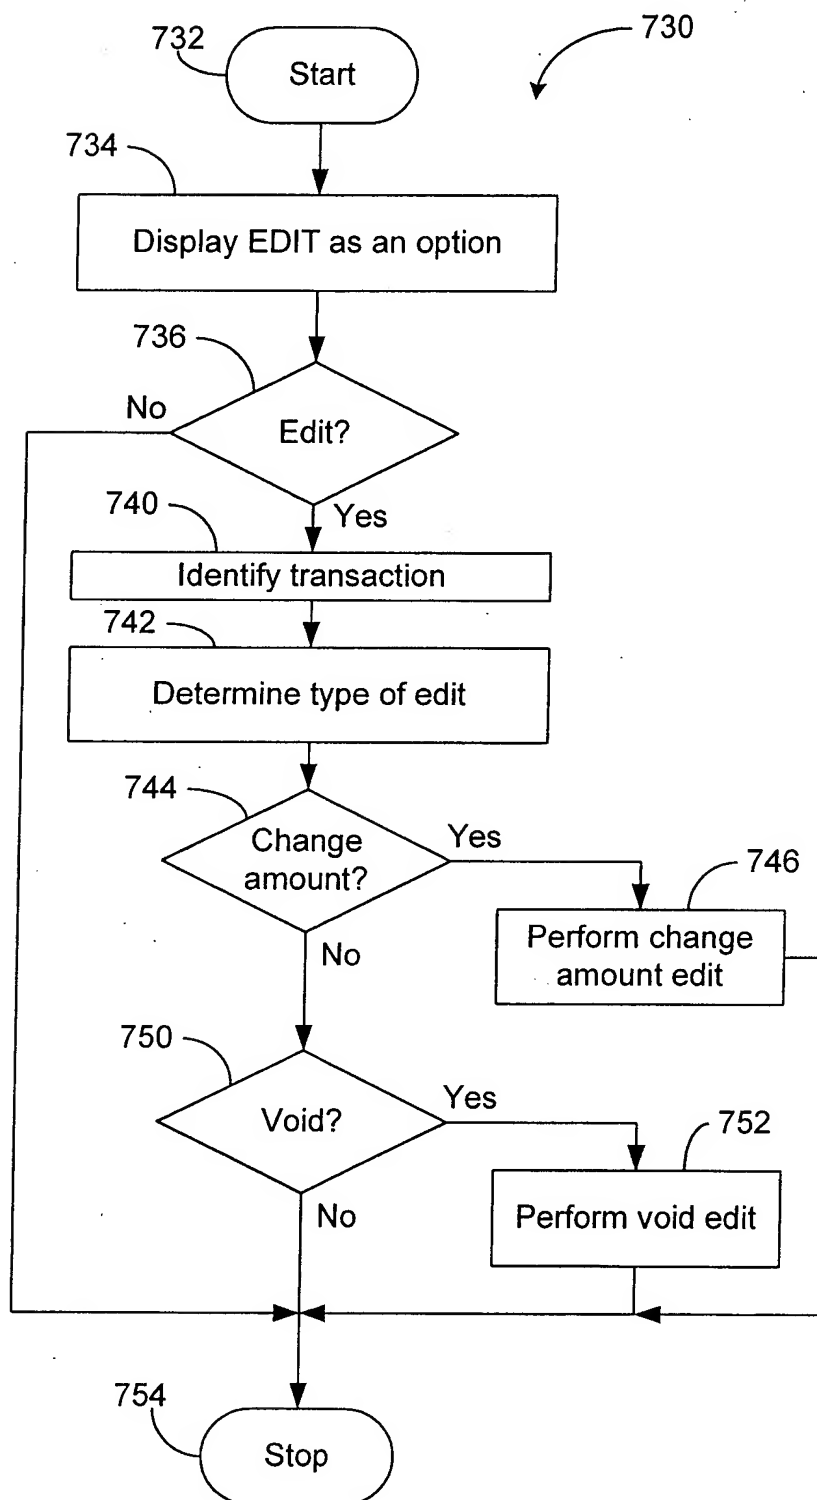 730
732
Start
734
Display EDIT as an option
736
No
Edit?
Yes
740
Identify transaction
742
Determine type of edit
744
Change
amount?
Yes
746
Perform change
amount edit
No
750
Void?
Yes
752
Perform void edit
No
754
Stop